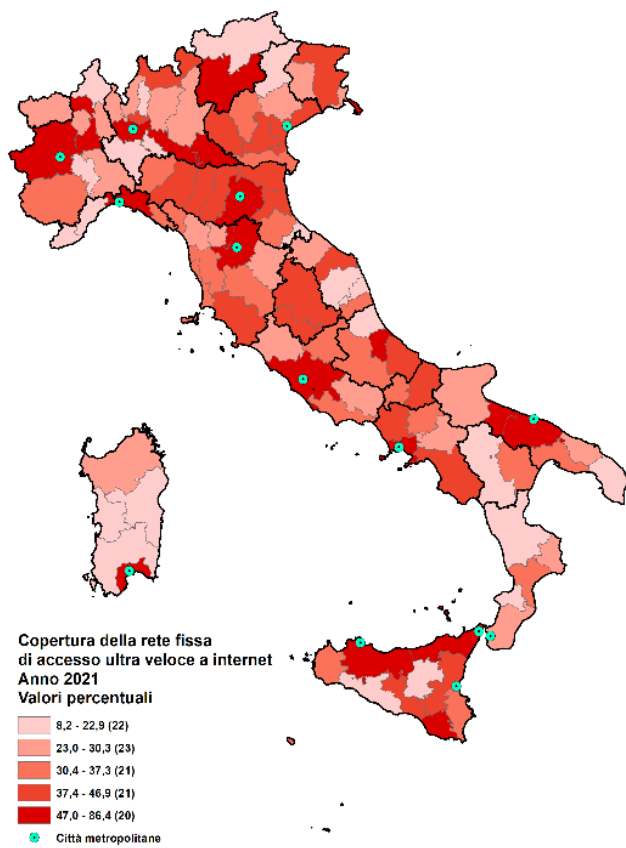 Copertura della rete fissa
di accesso ultra veloce a internet
Anno 2021
Valori percentuali
8,2 - 22,9 (22)
23,0 - 30,3 (23)
30,4 - 37,3 (21)
37,4 - 46,9 (21)
47,0 - 86,4 (20)
Città metropolitane